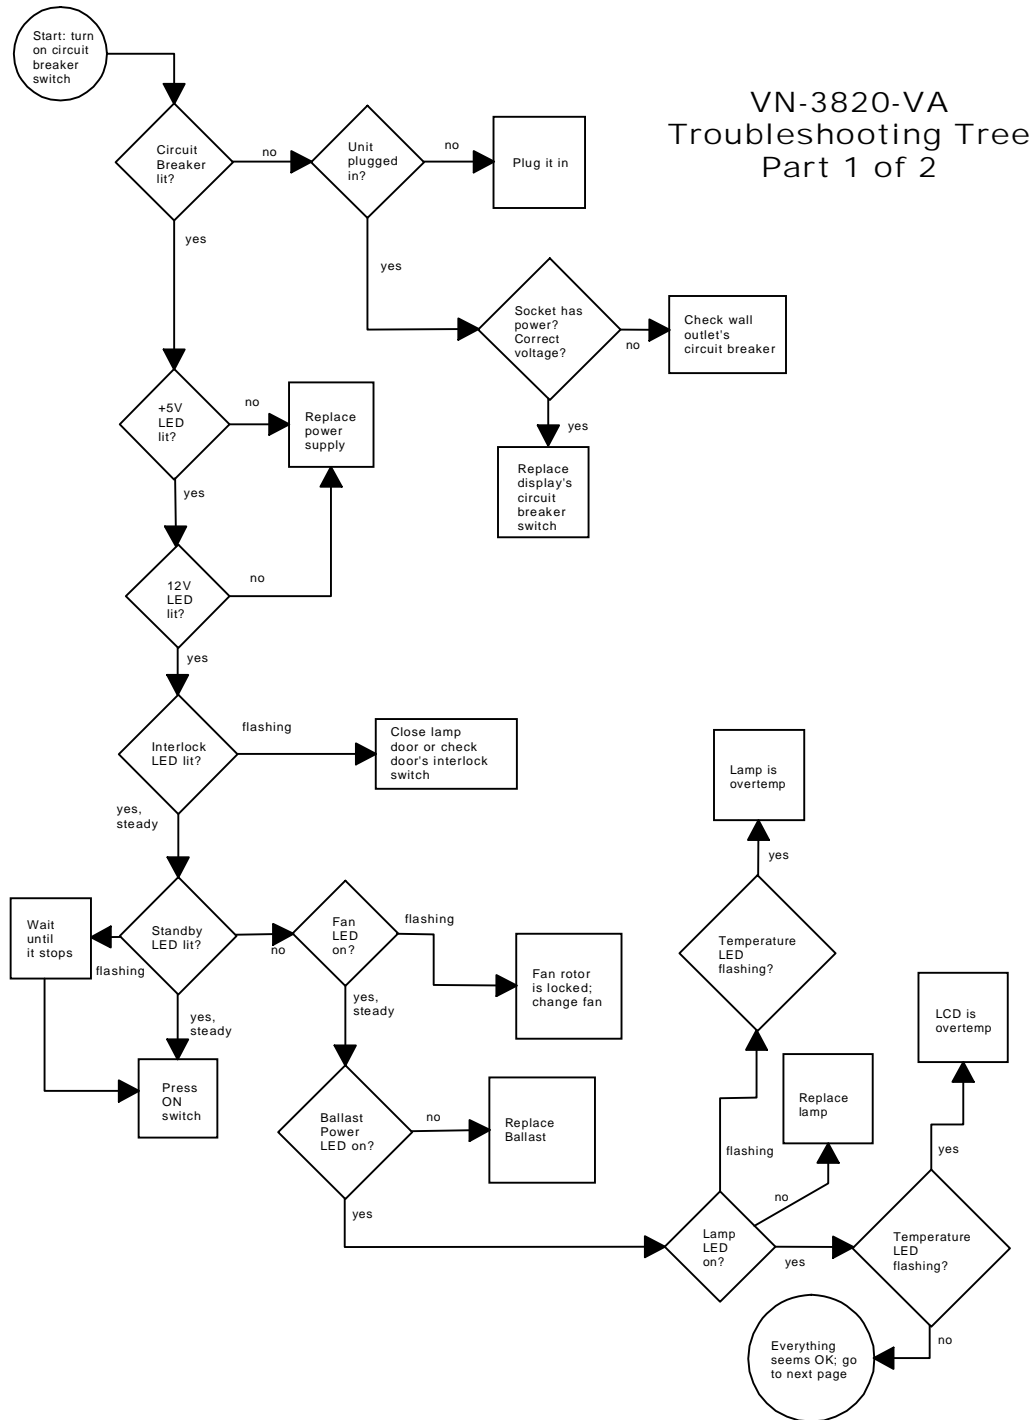 Start: turn
on circuit
breaker
switch
VN-3820-VA
Troubleshooting Tree
Part 1 of 2
Circuit
Breaker
lit?
no
Unit
plugged
in?
no
Plug it in
yes
yes
Socket has
power?
Correct
voltage?
no
Check wall
outlet's
circuit breaker
yes
Replace
display's
circuit
breaker
switch
+5V
LED
lit?
no
Replace
power
supply
yes
12V
LED
lit?
no
yes
Interlock
LED lit?
flashing
Close lamp
door or check
door's interlock
switch
yes,
steady
Standby
LED lit?
flashing
Wait
until
it stops
yes,
steady
Press
ON
switch
no
Fan
LED
on?
flashing
Fan rotor
is locked;
change fan
yes,
steady
Ballast
Power
LED on?
no
Replace
Ballast
yes
Lamp
LED
on?
flashing
Temperature
LED
flashing?
yes
Lamp is
overtemp
no
Replace
lamp
yes
Temperature
LED
flashing?
yes
LCD is
overtemp
no
Everything
seems OK; go
to next page